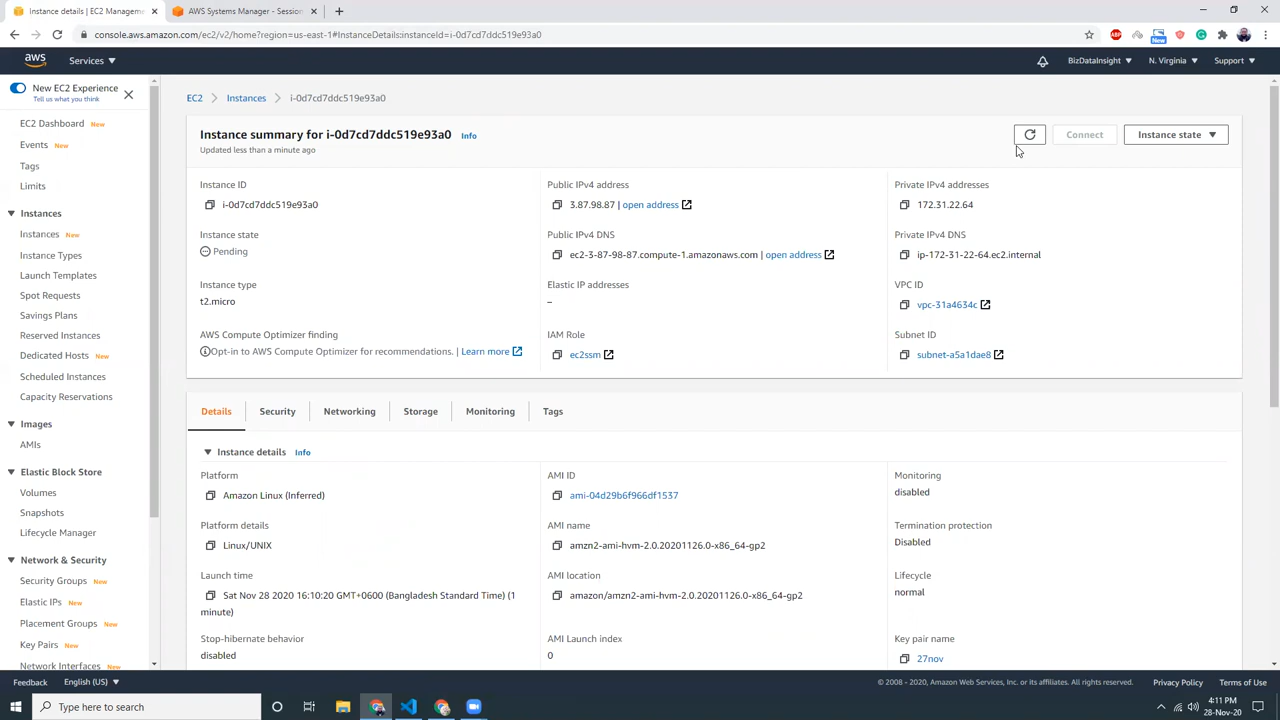 Instance details | EC2 Manageme
AWS Systems Manager - Session
console.aws.amazon.com/ec2/v2/home?region=us-east-1#InstanceDetails:instanceId=i-0d7cd7ddc519e93a0
ABP
New
aws
Services
BizDataInsight
N. Virginia
Support
New EC2 Experience
Tell us what you think
EC2 Dashboard New
Events New
Tags
Limits
Instances
Instances New
Instance Types
Launch Templates
Spot Requests
Savings Plans
Reserved Instances
Dedicated Hosts New
Scheduled Instances
Capacity Reservations
Images
AMIs
Elastic Block Store
Volumes
Snapshots
Lifecycle Manager
Network & Security
Security Groups New
Elastic IPs New
Placement Groups New
Key Pairs New
Network Interfaces New
EC2 > Instances > i-0d7cd7ddc519e93a0
Instance summary for i-0d7cd7ddc519e93a0 Info
Updated less than a minute ago
Connect
Instance state
Instance ID
i-0d7cd7ddc519e93a0
Public IPv4 address
3.87.98.87 | open address
Private IPv4 addresses
172.31.22.64
Instance state
Pending
Public IPv4 DNS
ec2-3-87-98-87.compute-1.amazonaws.com | open address
Private IPv4 DNS
ip-172-31-22-64.ec2.internal
Instance type
t2.micro
Elastic IP addresses
–
VPC ID
vpc-31a4634c
AWS Compute Optimizer finding
Opt-in to AWS Compute Optimizer for recommendations. | Learn more
IAM Role
ec2ssm
Subnet ID
subnet-a5a1dae8
Details
Security
Networking
Storage
Monitoring
Tags
Instance details Info
Platform
Amazon Linux (Inferred)
AMI ID
ami-04d29b6f966df1537
Monitoring
disabled
Platform details
Linux/UNIX
AMI name
amzn2-ami-hvm-2.0.20201126.0-x86_64-gp2
Termination protection
Disabled
Launch time
Sat Nov 28 2020 16:10:20 GMT+0600 (Bangladesh Standard Time) (1
minute)
AMI location
amazon/amzn2-ami-hvm-2.0.20201126.0-x86_64-gp2
Lifecycle
normal
Stop-hibernate behavior
disabled
AMI Launch index
0
Key pair name
27nov
Feedback
English (US)
© 2008 - 2020, Amazon Web Services, Inc. or its affiliates. All rights reserved.
Privacy Policy
Terms of Use
Type here to search
4:11 PM
28-Nov-20